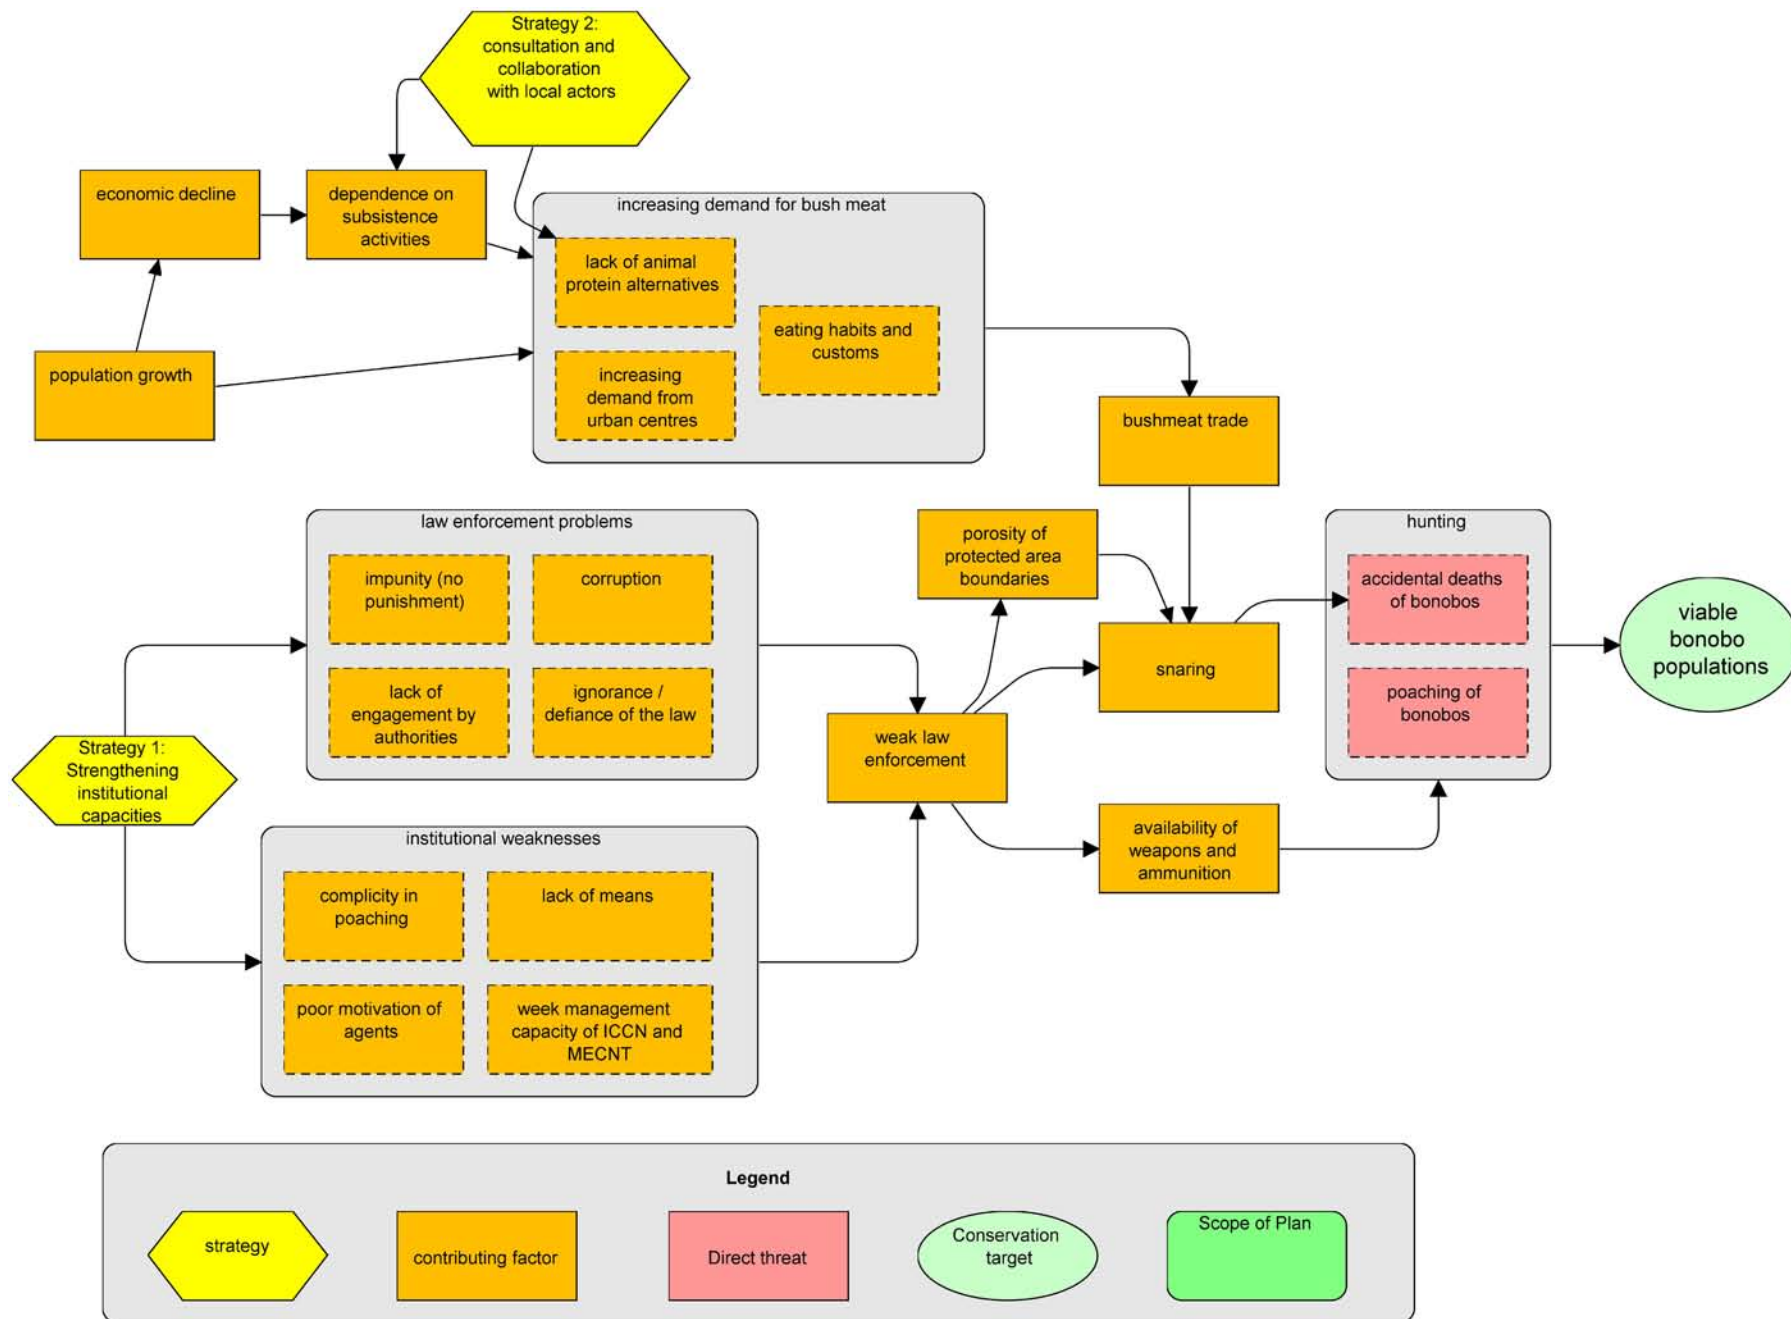 Strategy 2:
consultation and
collaboration
with local actors
economic decline
dependence on
subsistence
activities
population growth
increasing demand for bush meat
lack of animal
protein alternatives
eating habits and
customs
increasing
demand from
urban centres
bushmeat trade
law enforcement problems
impunity (no
punishment)
corruption
lack of
engagement by
authorities
ignorance /
defiance of the law
porosity of
protected area
boundaries
snaring
hunting
accidental deaths
of bonobos
poaching of
bonobos
viable
bonobo
populations
Strategy 1:
Strengthening
institutional
capacities
weak law
enforcement
institutional weaknesses
complicity in
poaching
lack of means
poor motivation of
agents
week management
capacity of ICCN and
MECNT
availability of
weapons and
ammunition
Legend
strategy
contributing factor
Direct threat
Conservation
target
Scope of Plan